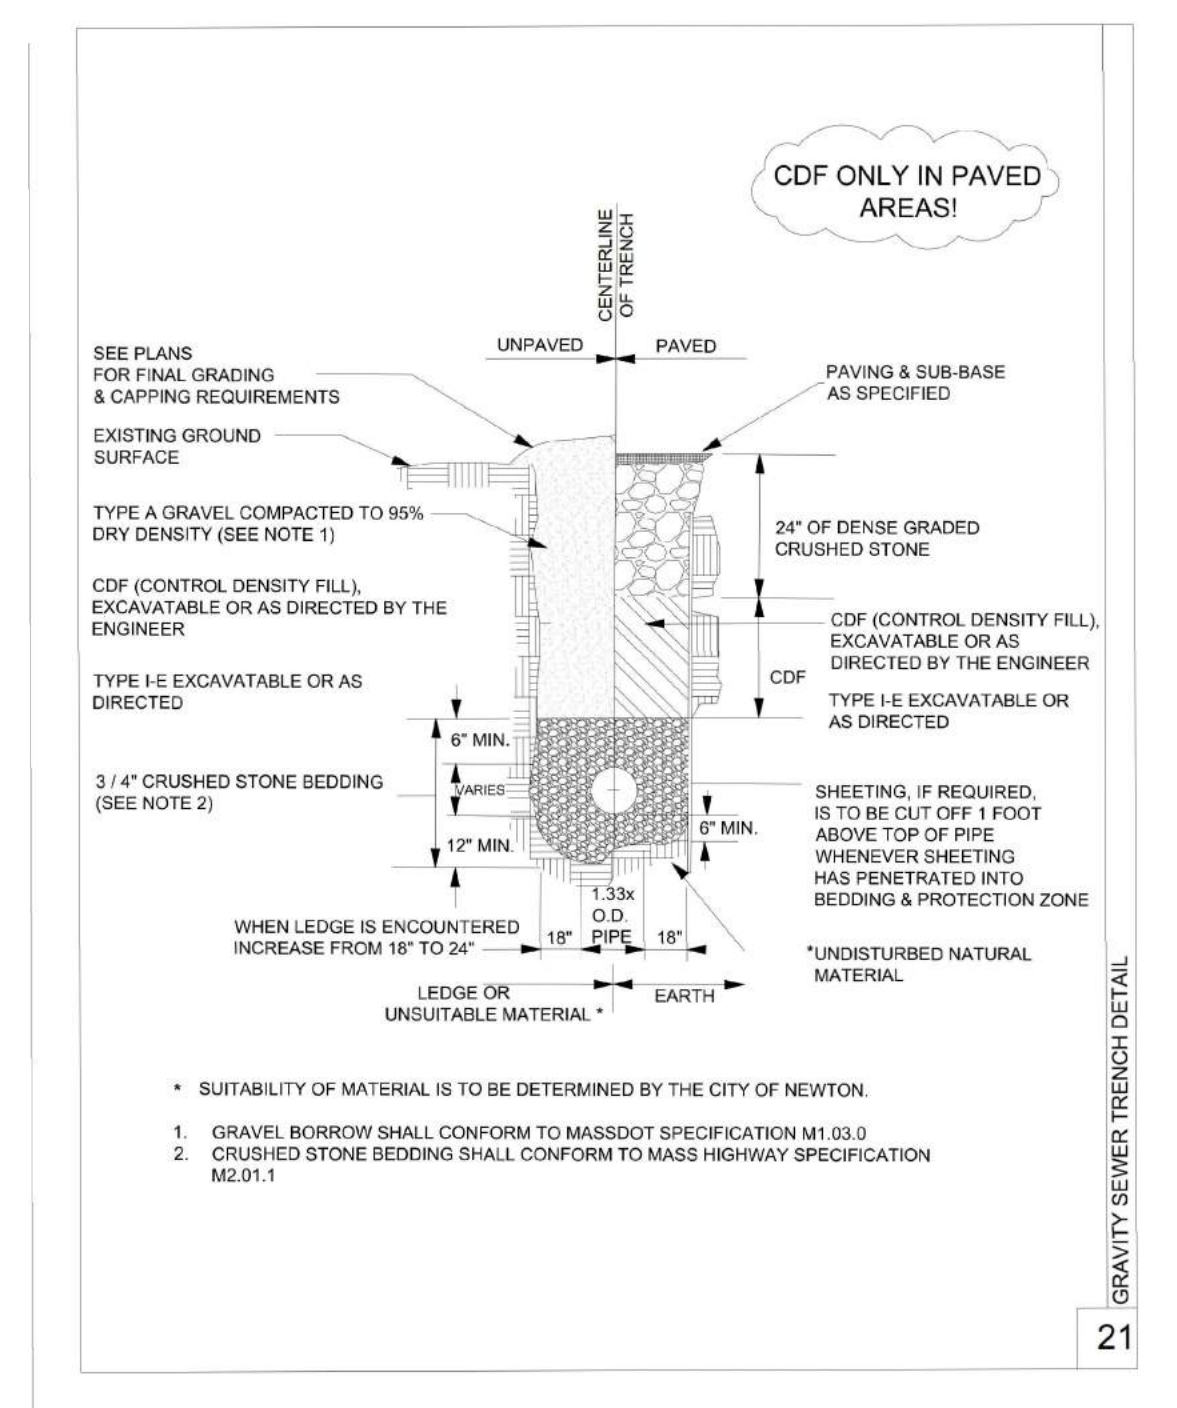 CDF ONLY IN PAVED
AREAS!
CENTERLINE
OF TRENCH
UNPAVED
PAVED
SEE PLANS
FOR FINAL GRADING
& CAPPING REQUIREMENTS
PAVING & SUB-BASE
AS SPECIFIED
EXISTING GROUND
SURFACE
TYPE A GRAVEL COMPACTED TO 95%
DRY DENSITY (SEE NOTE 1)
24" OF DENSE GRADED
CRUSHED STONE
CDF (CONTROL DENSITY FILL),
EXCAVATABLE OR AS DIRECTED BY THE
ENGINEER
CDF (CONTROL DENSITY FILL),
EXCAVATABLE OR AS
DIRECTED BY THE ENGINEER
TYPE I-E EXCAVATABLE OR AS
DIRECTED
CDF
TYPE I-E EXCAVATABLE OR
AS DIRECTED
6" MIN.
3 / 4" CRUSHED STONE BEDDING
(SEE NOTE 2)
VARIES
12" MIN.
6" MIN.
SHEETING, IF REQUIRED,
IS TO BE CUT OFF 1 FOOT
ABOVE TOP OF PIPE
WHENEVER SHEETING
HAS PENETRATED INTO
BEDDING & PROTECTION ZONE
1.33x
O.D.
PIPE
18"
18"
WHEN LEDGE IS ENCOUNTERED
INCREASE FROM 18" TO 24"
*UNDISTURBED NATURAL
MATERIAL
LEDGE OR
UNSUITABLE MATERIAL *
EARTH
* SUITABILITY OF MATERIAL IS TO BE DETERMINED BY THE CITY OF NEWTON.
1. GRAVEL BORROW SHALL CONFORM TO MASSDOT SPECIFICATION M1.03.0
2. CRUSHED STONE BEDDING SHALL CONFORM TO MASS HIGHWAY SPECIFICATION
M2.01.1
GRAVITY SEWER TRENCH DETAIL
21